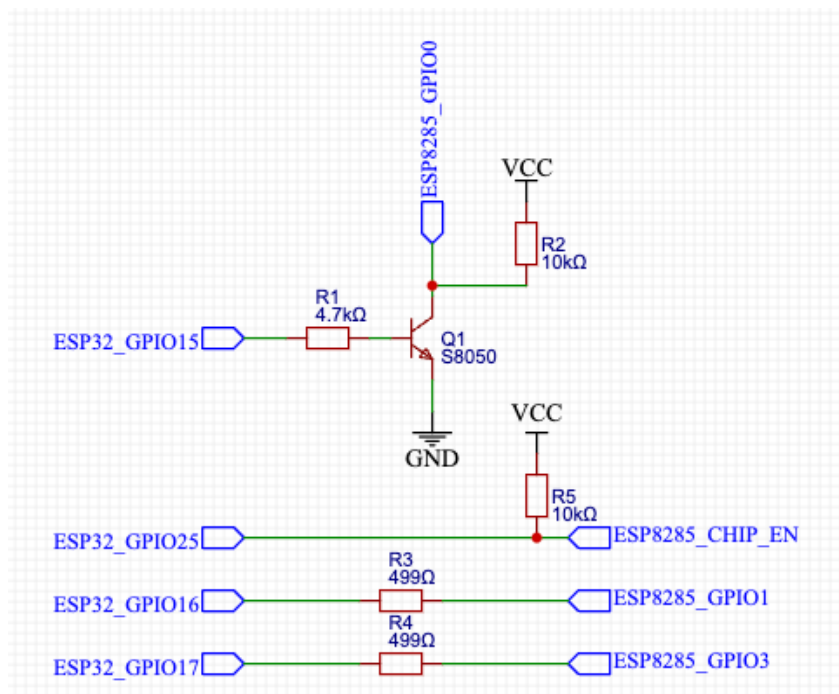 ESP8285_GPIO0
VCC
R2
10kΩ
R1
4.7kΩ
ESP32_GPIO15
Q1
S8050
GND
VCC
R5
10kΩ
ESP32_GPIO25
ESP8285_CHIP_EN
R3
499Ω
ESP32_GPIO16
ESP8285_GPIO1
R4
499Ω
ESP32_GPIO17
ESP8285_GPIO3